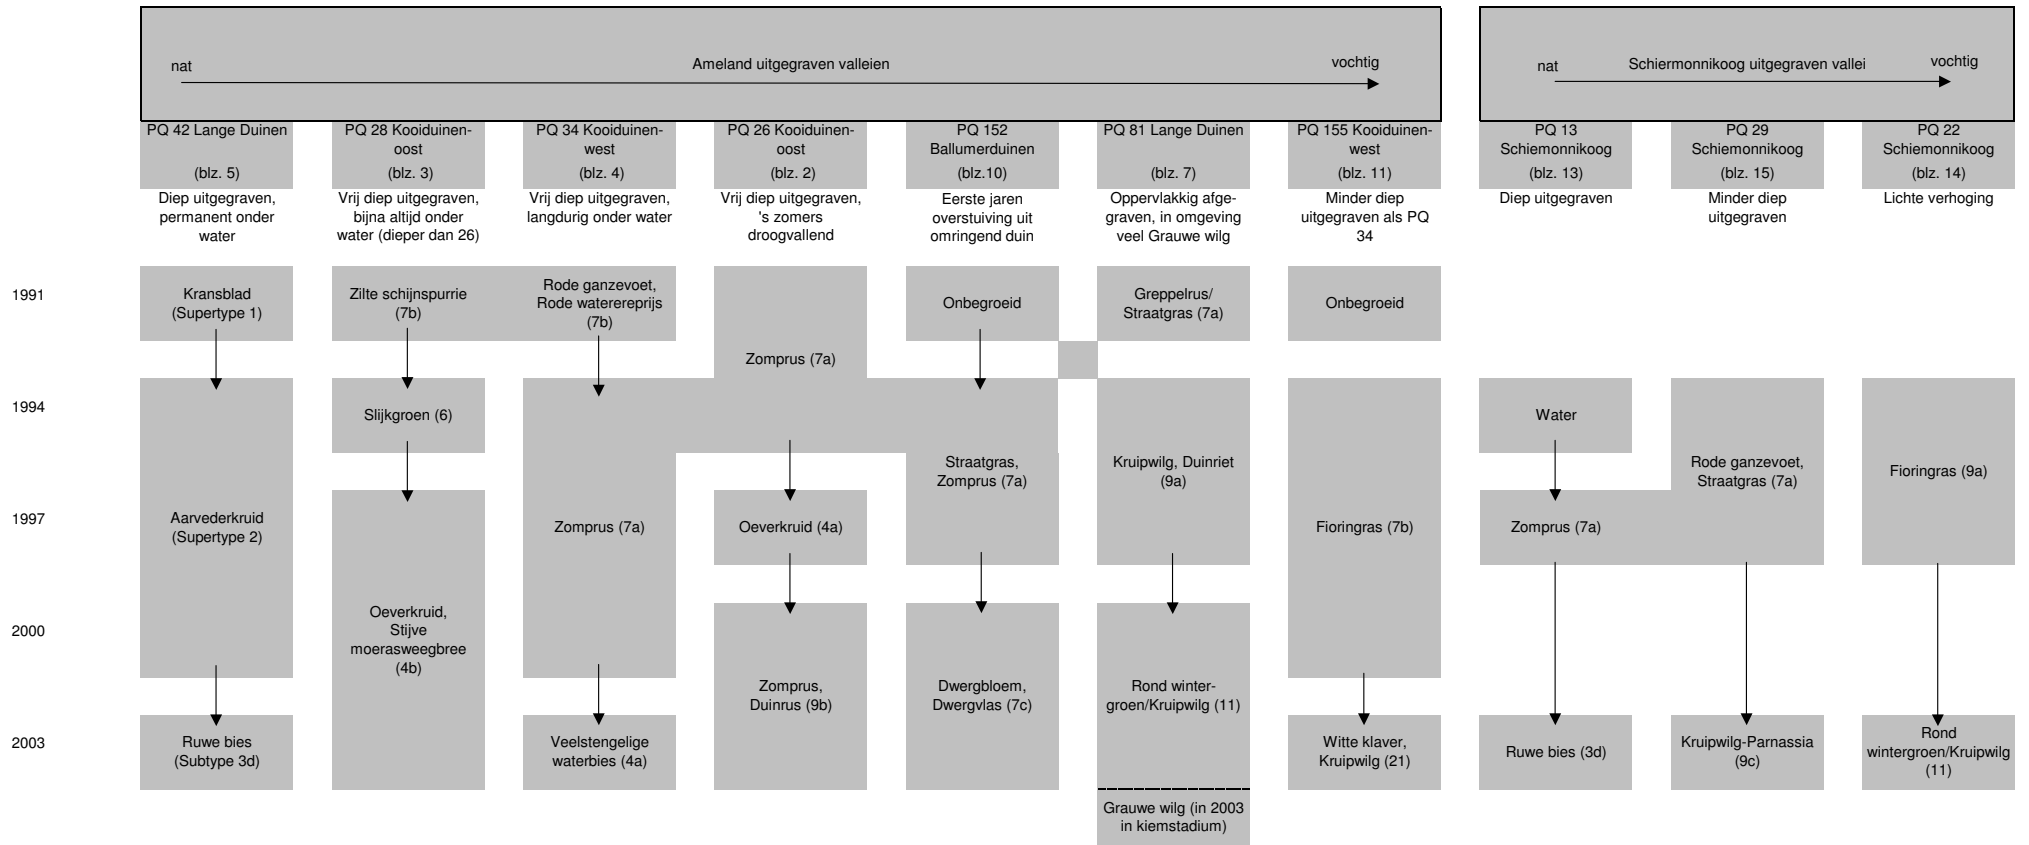 nat
Ameland uitgegraven valleien
vochtig
nat
Schiermonnikoog uitgegraven vallei
vochtig
PQ 42 Lange Duinen
(blz. 5)
PQ 28 Kooiduinen-
oost
(blz. 3)
PQ 34 Kooiduinen-
west
(blz. 4)
PQ 26 Kooiduinen-
oost
(blz. 2)
PQ 152
Ballumerduinen
(blz.10)
PQ 81 Lange Duinen
(blz. 7)
PQ 155 Kooiduinen-
west
(blz. 11)
PQ 13
Schiemonnikoog
(blz. 13)
PQ 29
Schiemonnikoog
(blz. 15)
PQ 22
Schiemonnikoog
(blz. 14)
Diep uitgegraven,
permanent onder
water
Vrij diep uitgegraven,
bijna altijd onder
water (dieper dan 26)
Vrij diep uitgegraven,
langdurig onder water
Vrij diep uitgegraven,
's zomers
droogvallend
Eerste jaren
overstuiving uit
omringend duin
Oppervlakkig afge-
graven, in omgeving
veel Grauwe wilg
Minder diep
uitgegraven als PQ
34
Diep uitgegraven
Minder diep
uitgegraven
Lichte verhoging
1991
Kransblad
(Supertype 1)
Zilte schijnspurrie
(7b)
Rode ganzevoet,
Rode waterereprijs
(7b)
Zomprus (7a)
Onbegroeid
Greppelrus/
Straatgras (7a)
Onbegroeid
1994
Slijkgroen (6)
Water
Straatgras,
Zomprus (7a)
Kruipwilg, Duinriet
(9a)
Rode ganzevoet,
Straatgras (7a)
Fioringras (9a)
1997
Aarvederkruid
(Supertype 2)
Zomprus (7a)
Oeverkruid (4a)
Fioringras (7b)
Zomprus (7a)
2000
Oeverkruid,
Stijve
moerasweegbree
(4b)
Zomprus,
Duinrus (9b)
Dwergbloem,
Dwergvlas (7c)
Rond winter-
groen/Kruipwilg (11)
2003
Ruwe bies
(Subtype 3d)
Veelstengelige
waterbies (4a)
Witte klaver,
Kruipwilg (21)
Ruwe bies (3d)
Kruipwilg-Parnassia
(9c)
Rond
wintergroen/Kruipwilg
(11)
Grauwe wilg (in 2003
in kiemstadium)